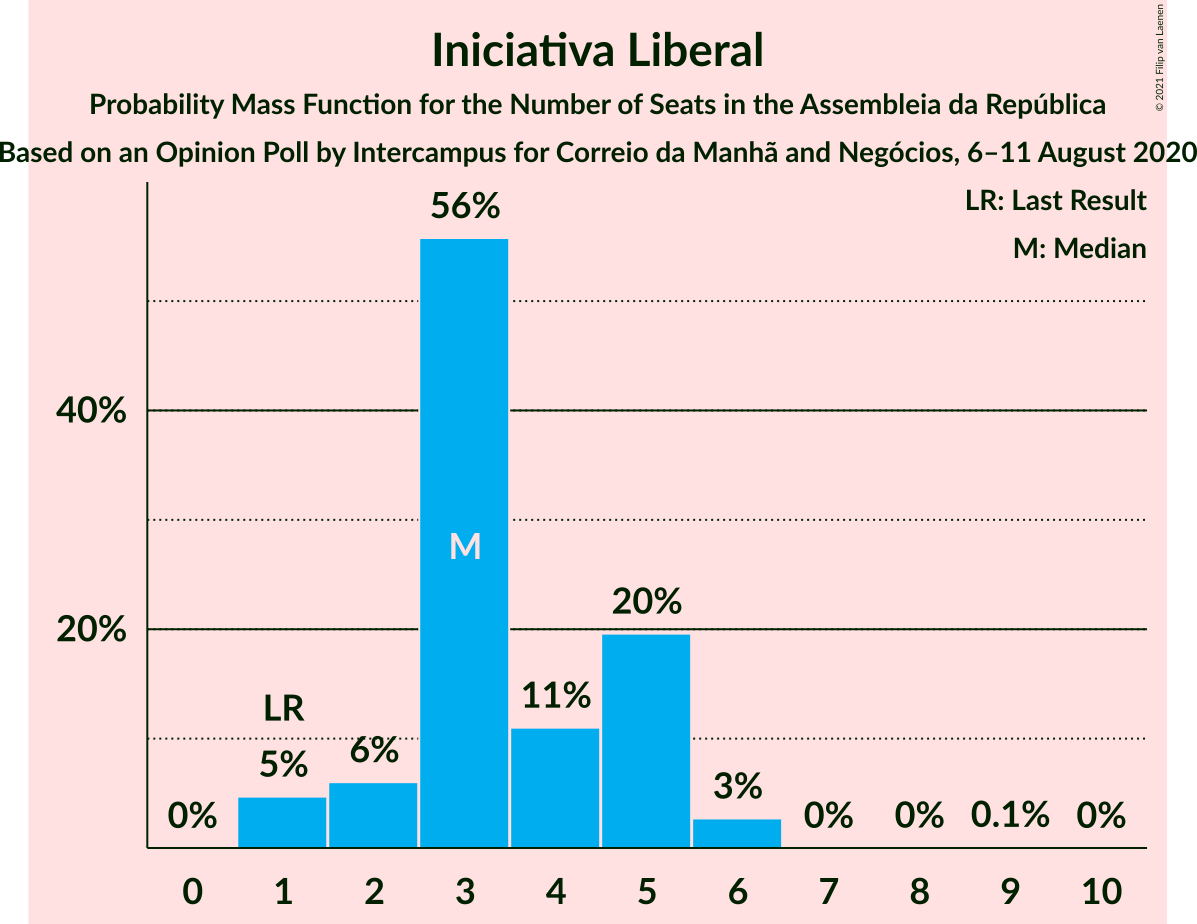 Iniciativa Liberal
Probability Mass Function for the Number of Seats in the Assembleia da República
Based on an Opinion Poll by Intercampus for Correio da Manhã and Negócios, 6–11 August 2020
© 2021 Filip van Laenen
LR: Last Result
M: Median
56%
40%
M
20%
20%
LR
11%
5%
6%
3%
0%
0%
0%
0.1%
0%
0 1 2 3 4 5 6 7 8 9 10